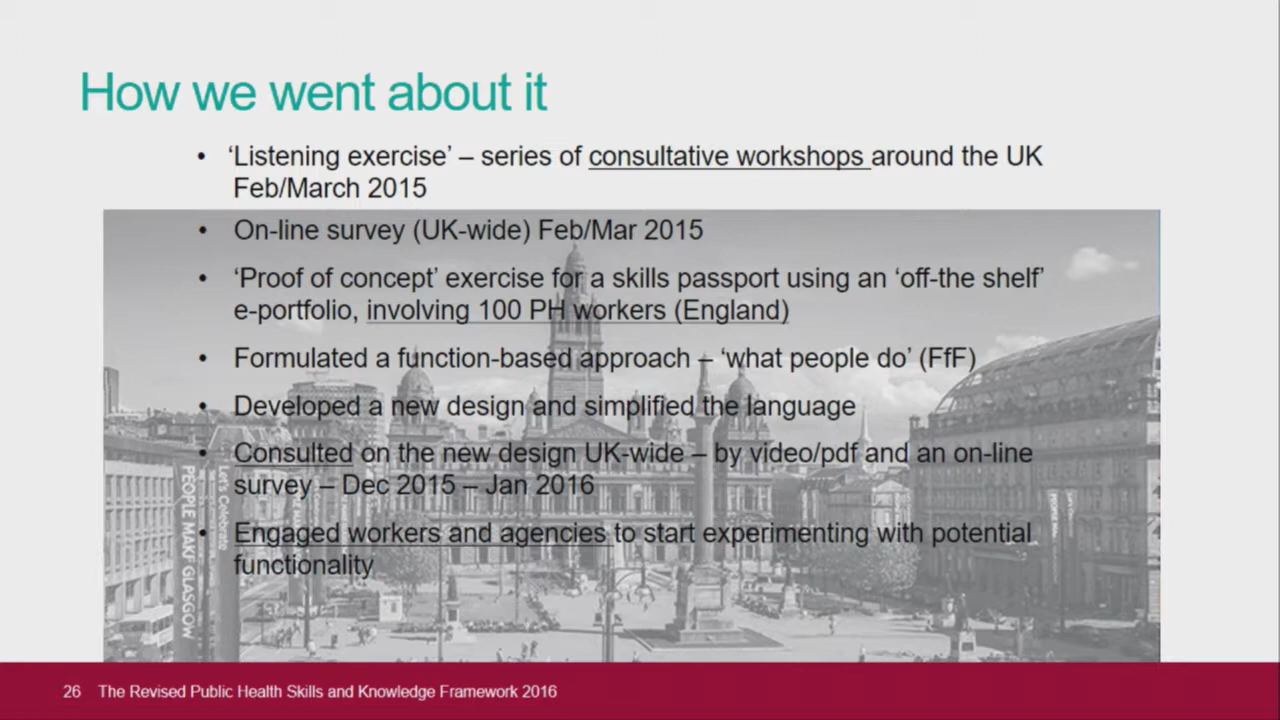 How we went about it
• ‘Listening exercise’ – series of consultative workshops around the UK
Feb/March 2015
• On-line survey (UK-wide) Feb/Mar 2015
• ‘Proof of concept’ exercise for a skills passport using an ‘off-the shelf’
e-portfolio, involving 100 PH workers (England)
• Formulated a function-based approach – ‘what people do’ (FfF)
• Developed a new design and simplified the language
• Consulted on the new design UK-wide – by video/pdf and an on-line
survey – Dec 2015 – Jan 2016
• Engaged workers and agencies to start experimenting with potential
functionality
PEOPLE MAKE GLASGOW
Let's Celebrate
26 The Revised Public Health Skills and Knowledge Framework 2016